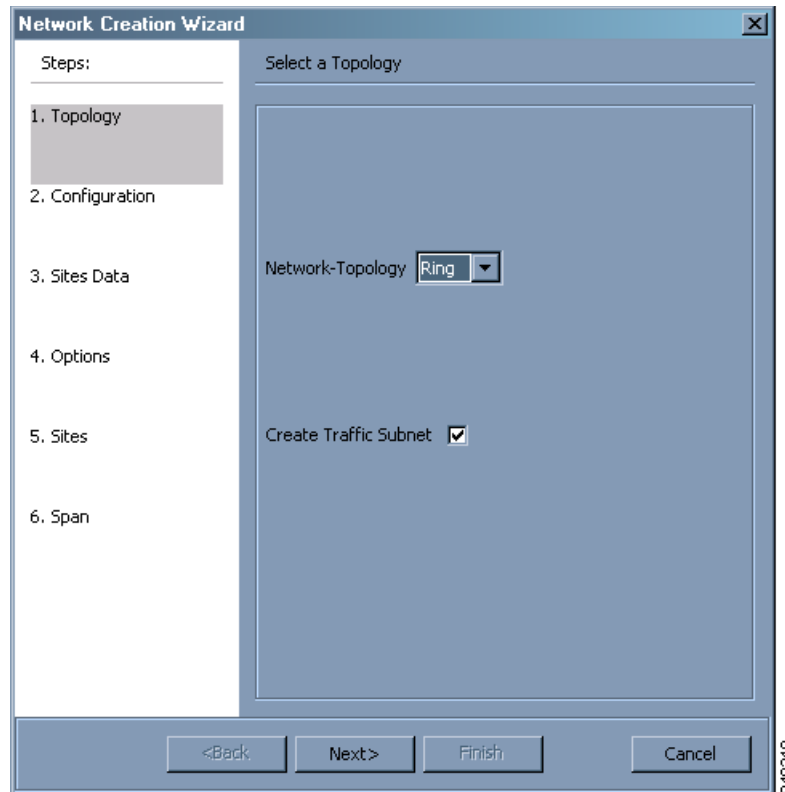 Network Creation Wizard
Steps:
Select a Topology
1. Topology
2. Configuration
3. Sites Data
4. Options
5. Sites
6. Span
Network-Topology Ring
Create Traffic Subnet
<Back Next> Finish Cancel